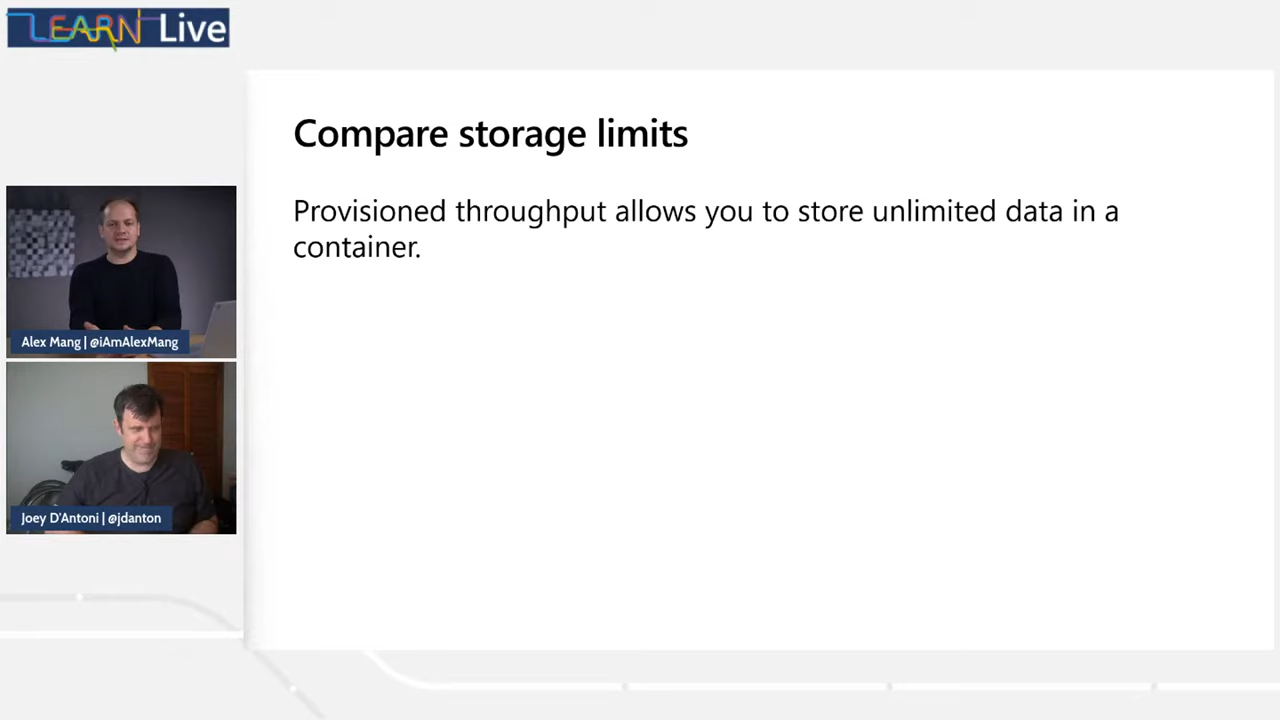 LEARN Live
Compare storage limits
Provisioned throughput allows you to store unlimited data in a
container.
Alex Mang | @iAmAlexMang
Joey D'Antoni | @jdanton